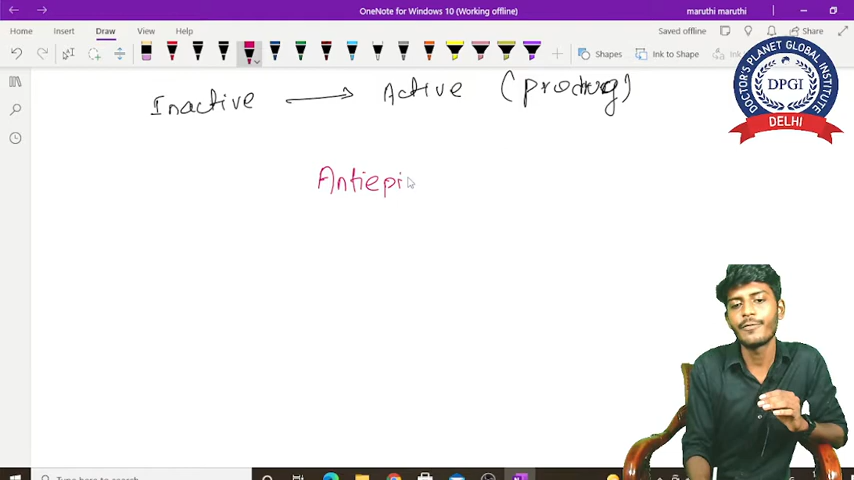 OneNote for Windows 10 (Working offline)
maruthi maruthi
Home Insert Draw View Help
Saved offline Share
Shapes Ink to Shape
Inactive → Active (prodrug)
Antiepi
DOCTOR'S PLANET GLOBAL INSTITUTE
DPGI
DELHI